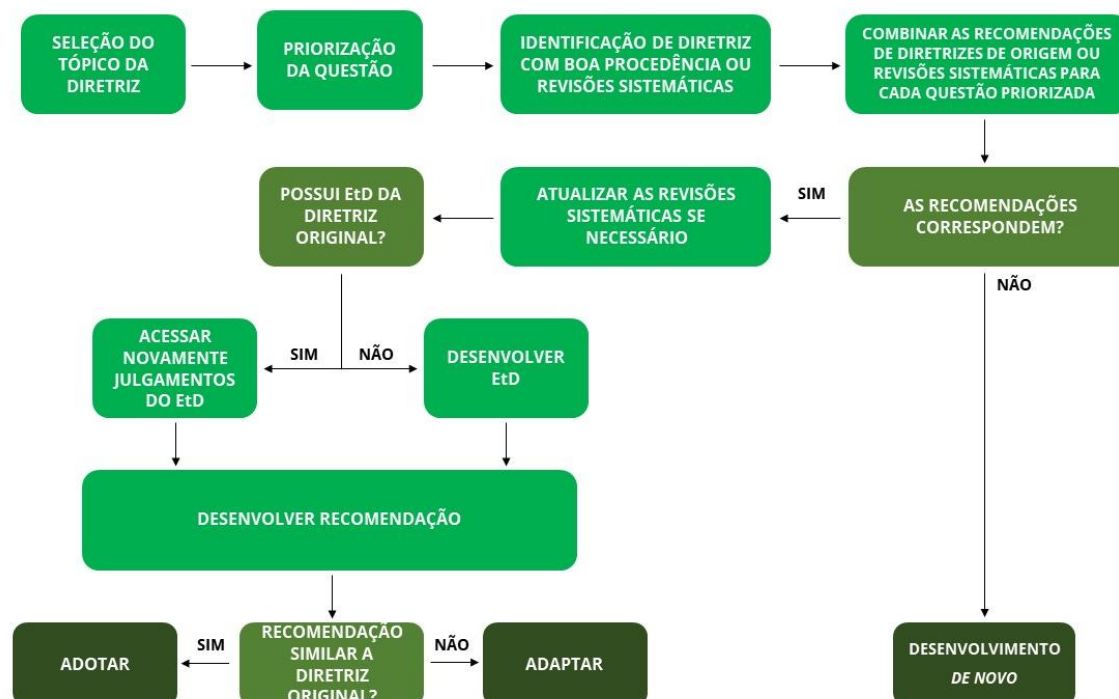 SELEÇÃO DO
TÓPICO DA
DIRETRIZ
PRIORIZAÇÃO
DA QUESTÃO
IDENTIFICAÇÃO DE DIRETRIZ
COM BOA PROCEDÊNCIA OU
REVISÕES SISTEMÁTICAS
COMBINAR AS RECOMENDAÇÕES
DE DIRETRIZES DE ORIGEM OU
REVISÕES SISTEMÁTICAS PARA
CADA QUESTÃO PRIORIZADA
AS RECOMENDAÇÕES
CORRESPONDEM?
SIM
ATUALIZAR AS REVISÕES
SISTEMÁTICAS SE
NECESSÁRIO
POSSUI EtD DA
DIRETRIZ
ORIGINAL?
NÃO
SIM
NÃO
ACESSAR
NOVAMENTE
JULGAMENTOS
DO EtD
DESENVOLVER
EtD
DESENVOLVER RECOMENDAÇÃO
RECOMENDAÇÃO
SIMILAR A
DIRETRIZ
ORIGINAL?
SIM
NÃO
ADOTAR
ADAPTAR
DESENVOLVIMENTO
DE NOVO